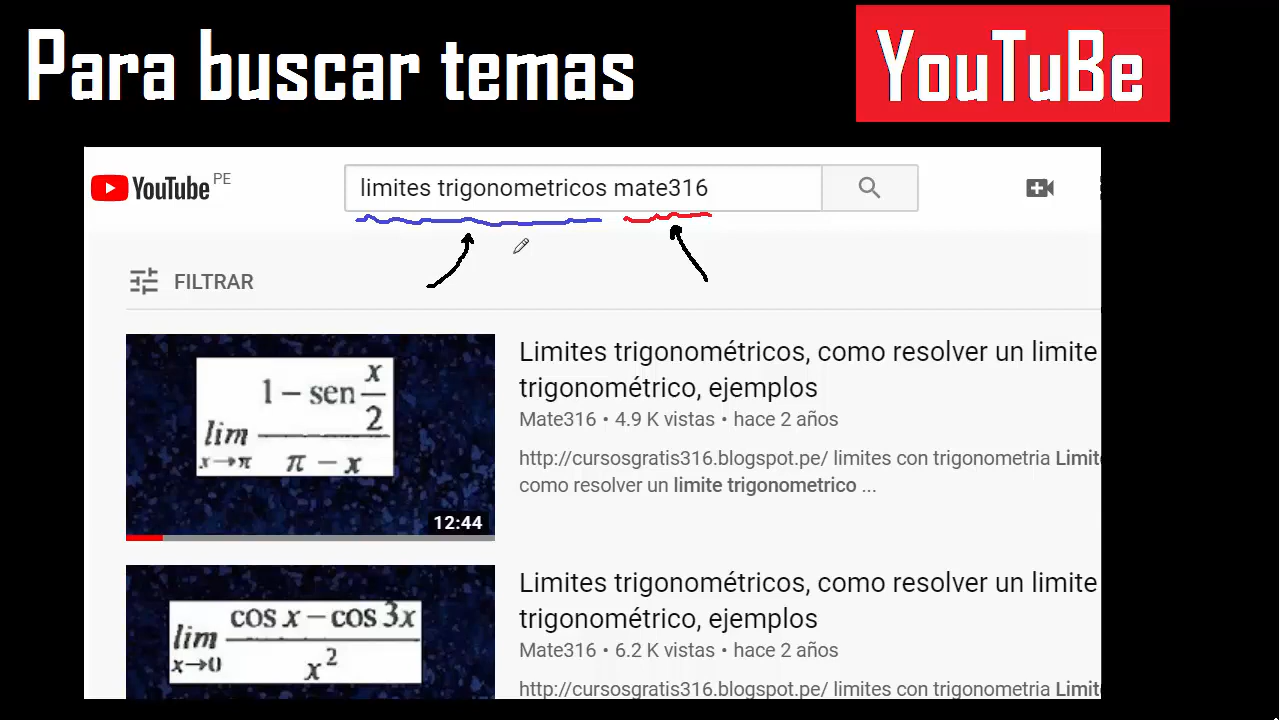 Para buscar temas
YouTuBe
YouTube PE
limites trigonometricos mate316
FILTRAR
Limites trigonométricos, como resolver un limite
trigonométrico, ejemplos
Mate316 • 4.9 K vistas • hace 2 años
http://cursosgratis316.blogspot.pe/ limites con trigonometria Limit
como resolver un limite trigonometrico ...
1 – sen x/2
lim
x→π
π – x
12:44
Limites trigonométricos, como resolver un limite
trigonométrico, ejemplos
Mate316 • 6.2 K vistas • hace 2 años
http://cursosgratis316.blogspot.pe/ limites con trigonometria Limit
cos x – cos 3x
lim
x→0
x²